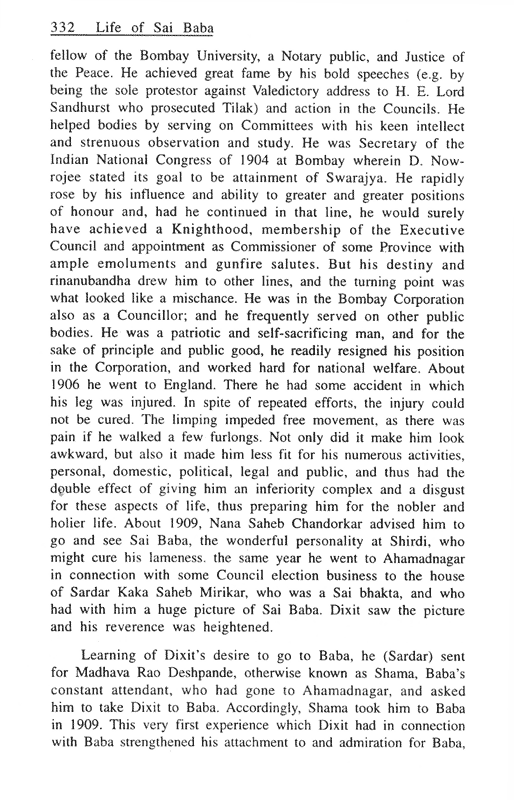 332 Life of Sai Baba
fellow of the Bombay University, a Notary public, and Justice of
the Peace. He achieved great fame by his bold speeches (e.g. by
being the sole protestor against Valedictory address to H. E. Lord
Sandhurst who prosecuted Tilak) and action in the Councils. He
helped bodies by serving on Committees with his keen intellect
and strenuous observation and study. He was Secretary of the
Indian National Congress of 1904 at Bombay wherein D. Now-
rojee stated its goal to be attainment of Swarajya. He rapidly
rose by his influence and ability to greater and greater positions
of honour and, had he continued in that line, he would surely
have achieved a Knighthood, membership of the Executive
Council and appointment as Commissioner of some Province with
ample emoluments and gunfire salutes. But his destiny and
rinanubandha drew him to other lines, and the turning point was
what looked like a mischance. He was in the Bombay Corporation
also as a Councillor; and he frequently served on other public
bodies. He was a patriotic and self-sacrificing man, and for the
sake of principle and public good, he readily resigned his position
in the Corporation, and worked hard for national welfare. About
1906 he went to England. There he had some accident in which
his leg was injured. In spite of repeated efforts, the injury could
not be cured. The limping impeded free movement, as there was
pain if he walked a few furlongs. Not only did it make him look
awkward, but also it made him less fit for his numerous activities,
personal, domestic, political, legal and public, and thus had the
double effect of giving him an inferiority complex and a disgust
for these aspects of life, thus preparing him for the nobler and
holier life. About 1909, Nana Saheb Chandorkar advised him to
go and see Sai Baba, the wonderful personality at Shirdi, who
might cure his lameness. the same year he went to Ahamadnagar
in connection with some Council election business to the house
of Sardar Kaka Saheb Mirikar, who was a Sai bhakta, and who
had with him a huge picture of Sai Baba. Dixit saw the picture
and his reverence was heightened.
Learning of Dixit's desire to go to Baba, he (Sardar) sent
for Madhava Rao Deshpande, otherwise known as Shama, Baba's
constant attendant, who had gone to Ahamadnagar, and asked
him to take Dixit to Baba. Accordingly, Shama took him to Baba
in 1909. This very first experience which Dixit had in connection
with Baba strengthened his attachment to and admiration for Baba,